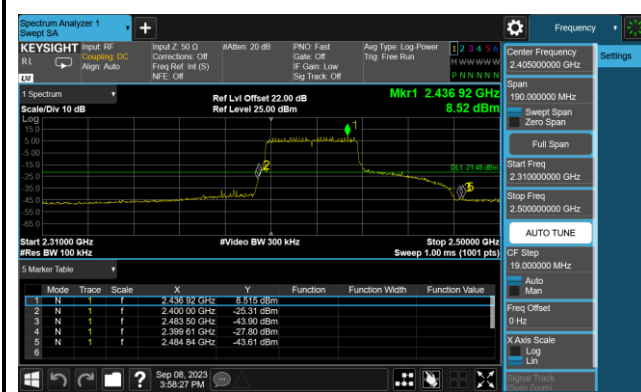 Spectrum Analyzer 1
Swept SA
+
Frequency
KEYSIGHT
RL
LXI
Input: RF
Coupling: DC
Align: Auto
Input Z: 50 Ω
Corrections: Off
Freq Ref: Int (S)
NFE: Off
#Atten: 20 dB
PNO: Fast
Gate: Off
IF Gain: Low
Sig Track: Off
Avg Type: Log-Power
Trig: Free Run
1 2 3 4 5 6
M W W W W W
P N N N N N
1 Spectrum
Scale/Div 10 dB
Log
Ref Lvl Offset 22.00 dB
Ref Level 25.00 dBm
Mkr1 2.436 92 GHz
8.52 dBm
15.0
5.00
-5.00
-15.0
-25.0
-35.0
-45.0
-55.0
-65.0
1
2
DL1 -21.48 dBm
Start 2.31000 GHz
#Res BW 100 kHz
#Video BW 300 kHz
Stop 2.50000 GHz
Sweep 1.00 ms (1001 pts)
5 Marker Table
Mode Trace Scale X Y Function Function Width Function Value
1 N 1 f 2.436 92 GHz 8.515 dBm
2 N 1 f 2.400 00 GHz -25.31 dBm
3 N 1 f 2.483 50 GHz -43.90 dBm
4 N 1 f 2.399 61 GHz -27.80 dBm
5 N 1 f 2.484 84 GHz -43.61 dBm
6
Sep 08, 2023
3:58:27 PM
Center Frequency
2.405000000 GHz
Settings
Span
190.000000 MHz
Swept Span
Zero Span
Full Span
Start Freq
2.310000000 GHz
Stop Freq
2.500000000 GHz
AUTO TUNE
CF Step
19.000000 MHz
Auto
Man
Freq Offset
0 Hz
X Axis Scale
Log
Lin
Signal Track
(Span Zoom)